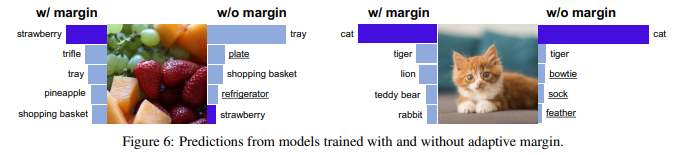 w/ margin
w/o margin
w/ margin
w/o margin
strawberry
trifle
tray
pineapple
shopping basket
tray
plate
shopping basket
refrigerator
strawberry
cat
tiger
lion
teddy bear
rabbit
cat
tiger
bowtie
sock
feather
Figure 6: Predictions from models trained with and without adaptive margin.